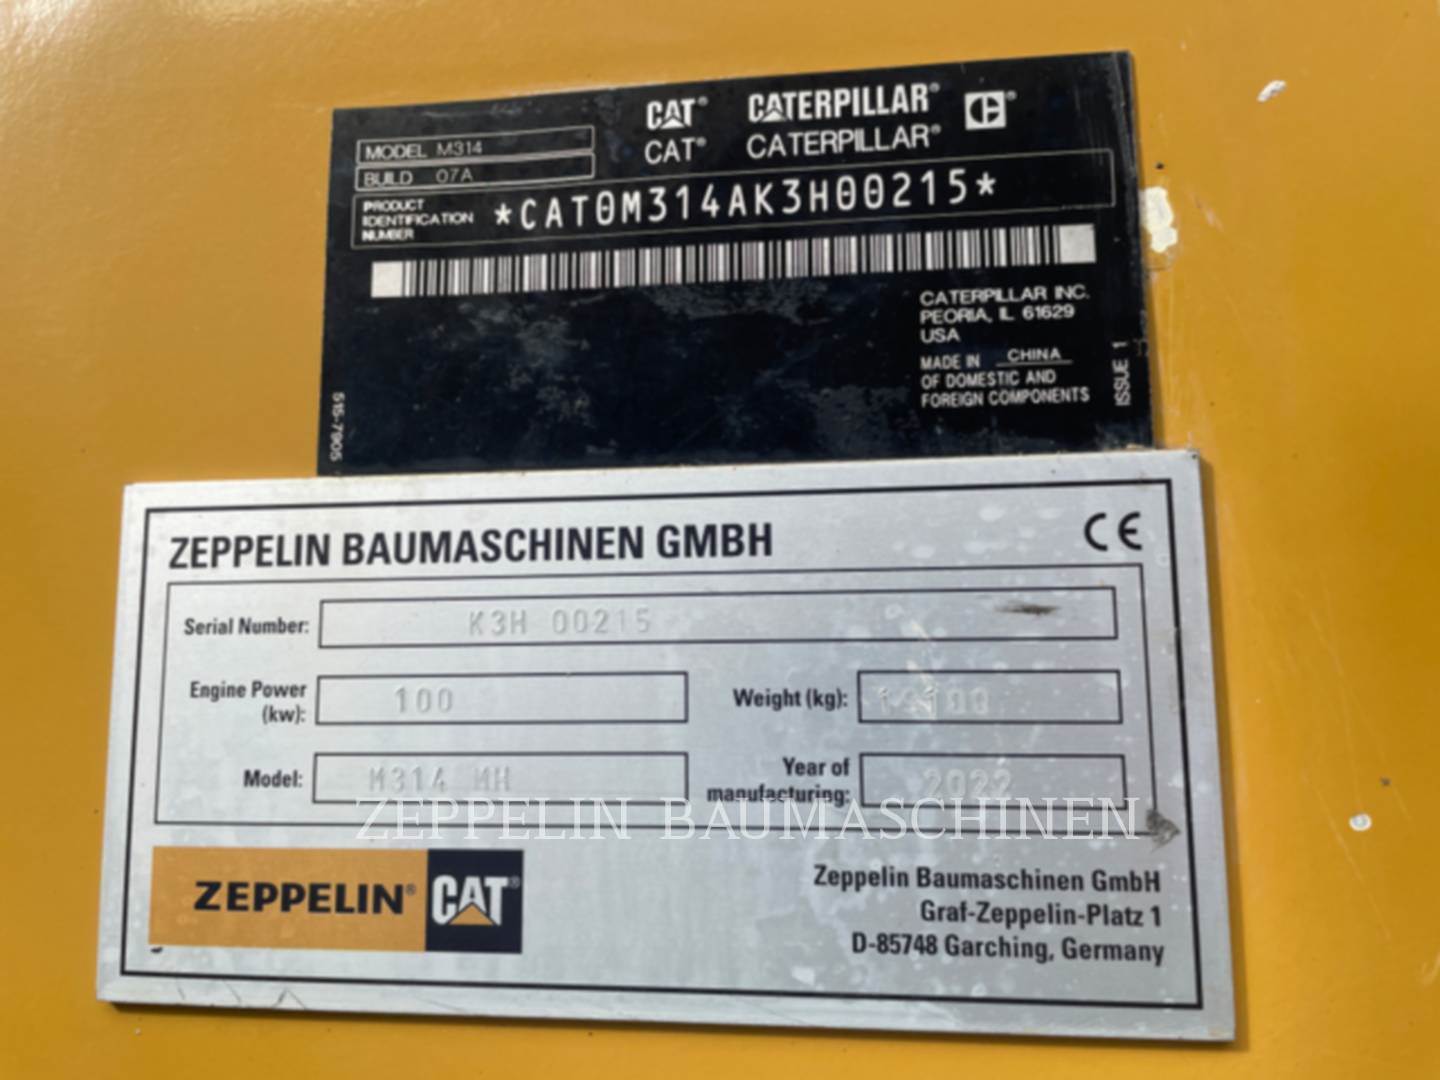 CAT® CATERPILLAR®
CAT® CATERPILLAR®
MODEL M314
BUILD 07A
PRODUCT IDENTIFICATION NUMBER *CAT0M314AK3H00215*
CATERPILLAR INC.
PEORIA, IL 61629
USA
MADE IN CHINA
OF DOMESTIC AND
FOREIGN COMPONENTS
ISSUE 1
515-7905
ZEPPELIN BAUMASCHINEN GMBH CE
Serial Number: K3H 00215
Engine Power (kw): 100
Weight (kg):
Model: M314 MH
Year of manufacturing: 2022
ZEPPELIN BAUMASCHINEN
ZEPPELIN® CAT®
Zeppelin Baumaschinen GmbH
Graf-Zeppelin-Platz 1
D-85748 Garching, Germany